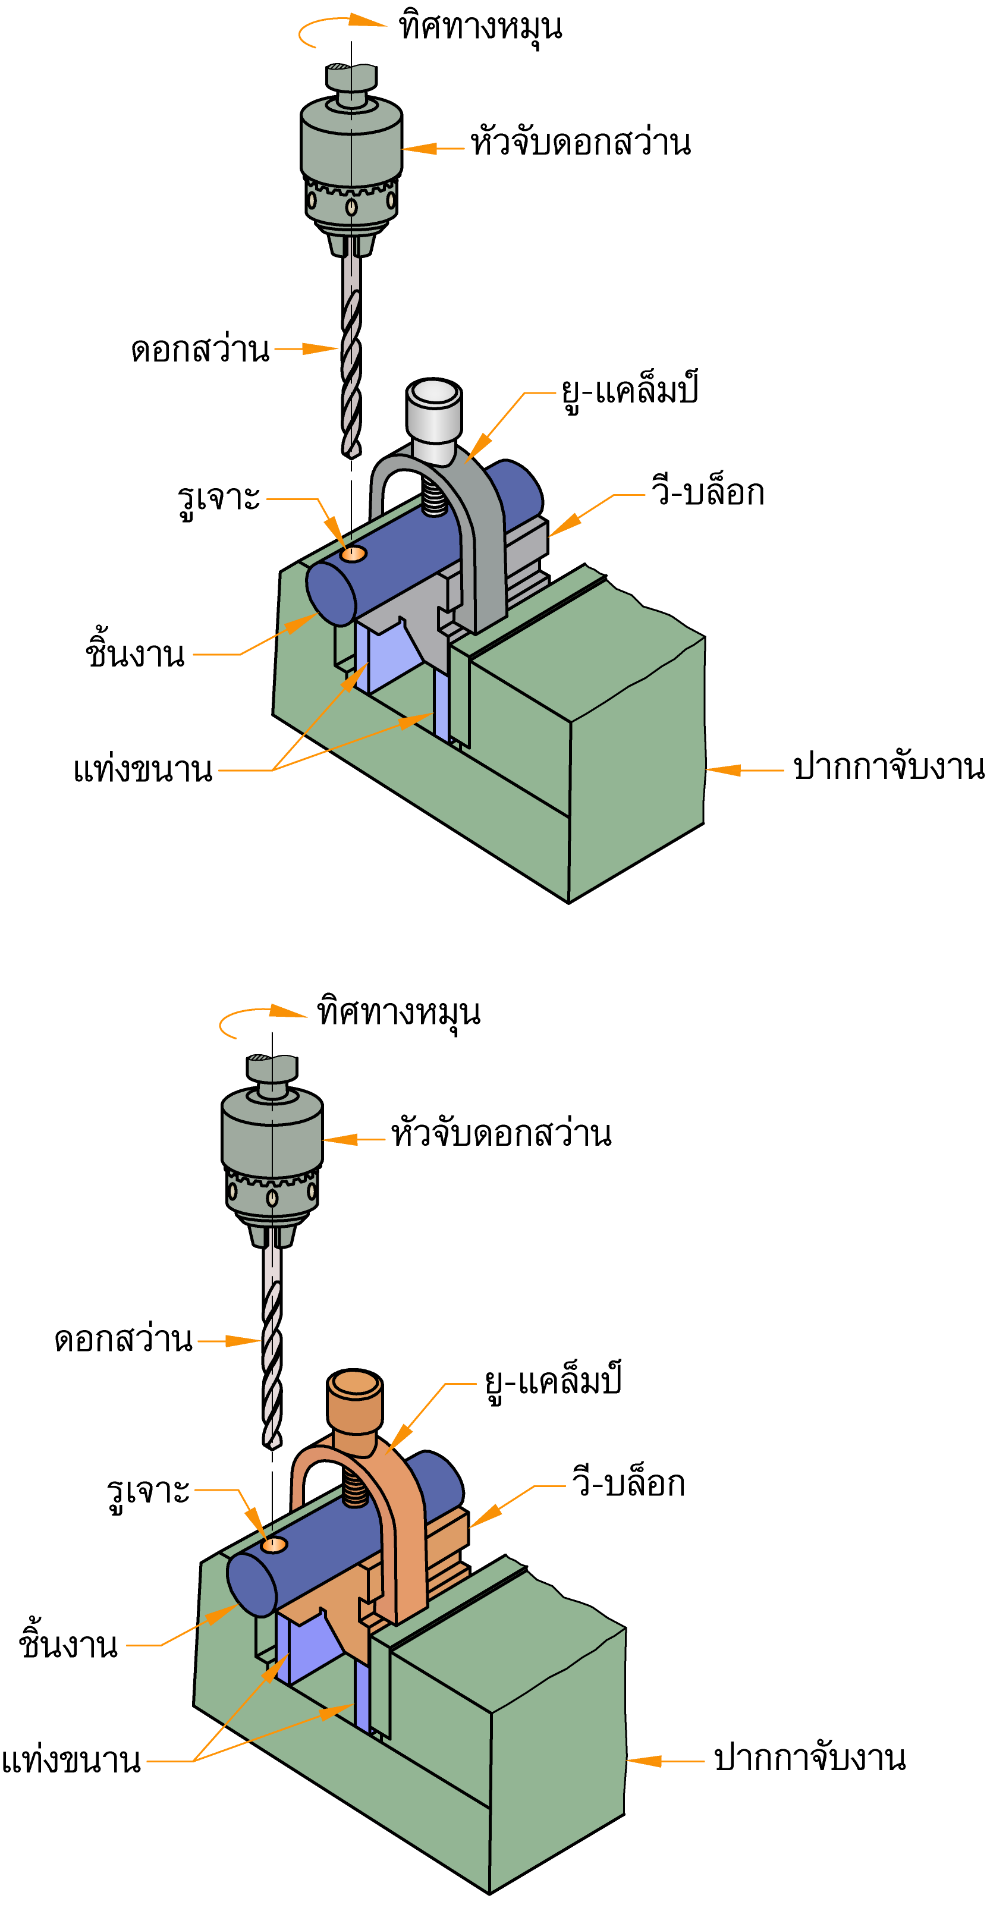 ทิศทางหมุน
หัวจับดอกสว่าน
ดอกสว่าน
ยู-แคล็มป์
วี-บล็อก
รูเจาะ
ชิ้นงาน
แท่งขนาน
ปากกาจับงาน
ทิศทางหมุน
หัวจับดอกสว่าน
ดอกสว่าน
ยู-แคล็มป์
วี-บล็อก
รูเจาะ
ชิ้นงาน
แท่งขนาน
ปากกาจับงาน